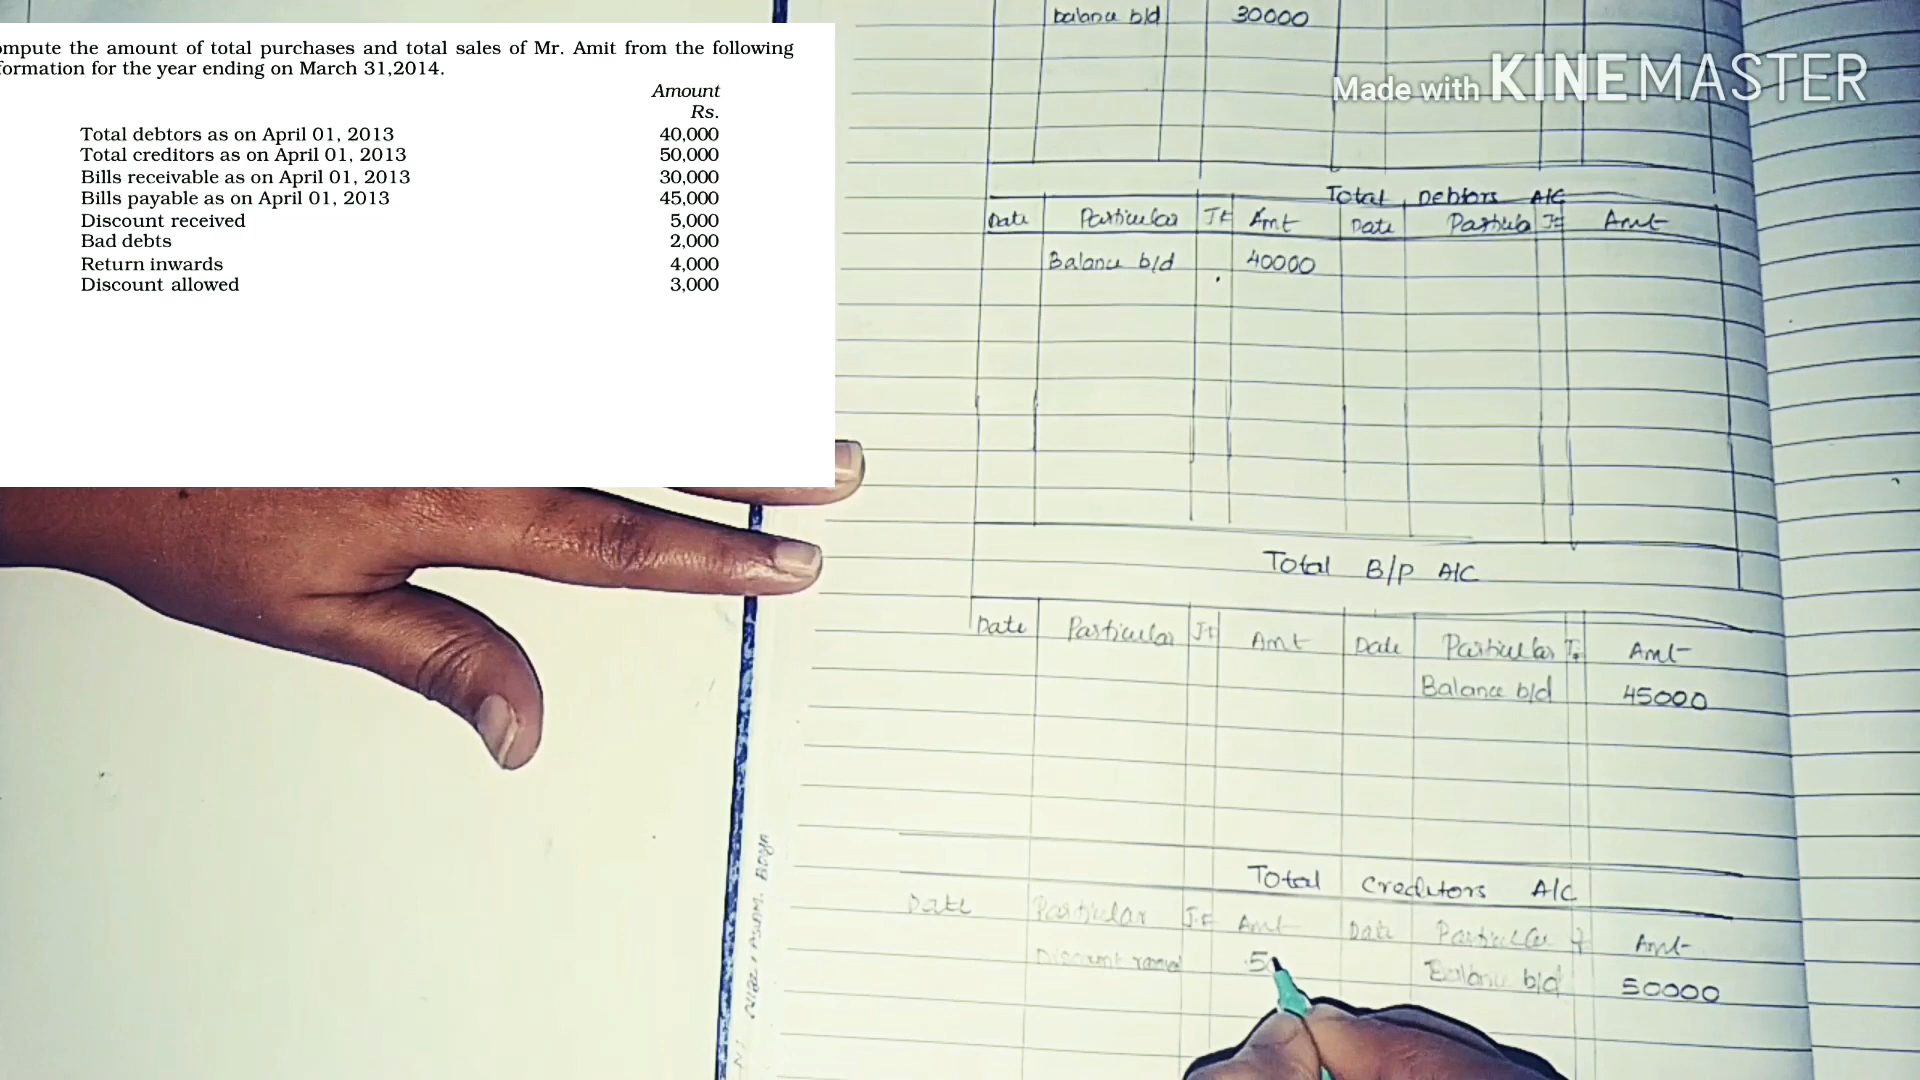 ompute the amount of total purchases and total sales of Mr. Amit from the following
formation for the year ending on March 31,2014.
Amount
Rs.
Total debtors as on April 01, 2013 40,000
Total creditors as on April 01, 2013 50,000
Bills receivable as on April 01, 2013 30,000
Bills payable as on April 01, 2013 45,000
Discount received 5,000
Bad debts 2,000
Return inwards 4,000
Discount allowed 3,000
balance b/d 30000
Made with KINEMASTER
Total Debtors A/C
Date Particular J.F Amt Date Particula J.F Amt
Balance b/d 40000
Total B/P A/C
Date Particular J.F Amt Date Particular J.F Amt
Balance b/d 45000
Total Creditors A/C
Date Particular J.F Amt Date Particular F Amt
Discount 5 Balance b/d 50000